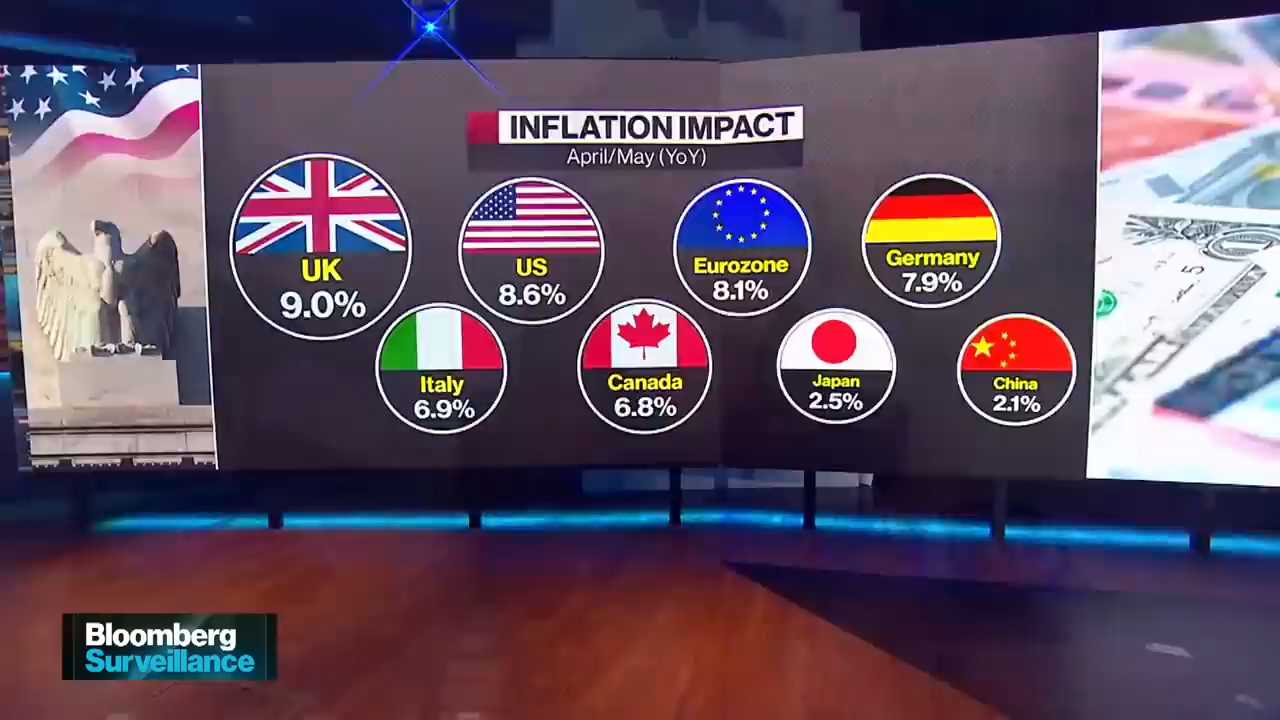 INFLATION IMPACT
April/May (YoY)
UK
9.0%
US
8.6%
Eurozone
8.1%
Germany
7.9%
Italy
6.9%
Canada
6.8%
Japan
2.5%
China
2.1%
5
Bloomberg
Surveillance